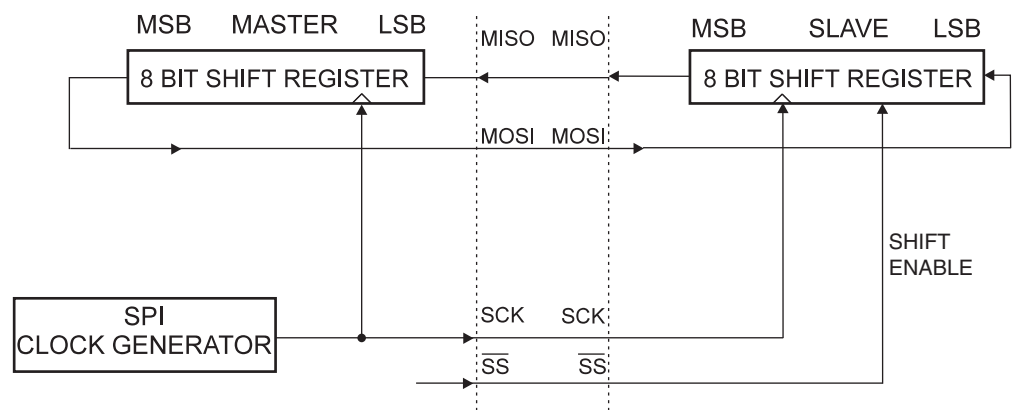 MSB MASTER LSB
MISO MISO
MSB SLAVE LSB
8 BIT SHIFT REGISTER
8 BIT SHIFT REGISTER
MOSI MOSI
SHIFT
ENABLE
SPI
CLOCK GENERATOR
SCK SCK
SS SS